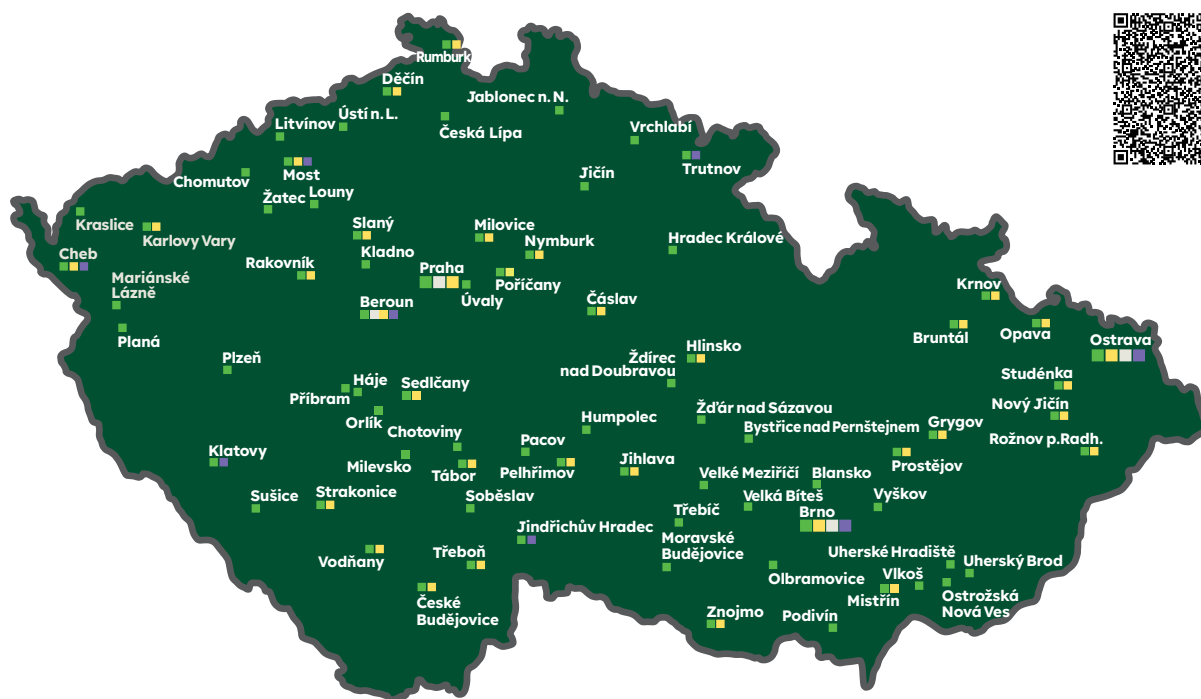 Rumburk
Děčín
Jablonec n. N.
Ústí n. L.
Česká Lípa
Litvínov
Vrchlabí
Most
Trutnov
Chomutov
Jičín
Žatec
Louny
Kraslice
Karlovy Vary
Slaný
Milovice
Nymburk
Hradec Králové
Cheb
Kladno
Rakovník
Praha
Poříčany
Mariánské
Lázně
Úvaly
Krnov
Beroun
Čáslav
Planá
Bruntál
Opava
Ostrava
Plzeň
Hlinsko
Ždírec
nad Doubravou
Studénka
Háje
Sedlčany
Příbram
Nový Jičín
Orlík
Humpolec
Žďár nad Sázavou
Bystřice nad Pernštejnem
Grygov
Rožnov p. Radh.
Chotoviny
Pacov
Klatovy
Milevsko
Tábor
Pelhřimov
Jihlava
Prostějov
Velké Meziříčí
Blansko
Sušice
Strakonice
Soběslav
Velká Bíteš
Vyškov
Třebíč
Brno
Jindřichův Hradec
Moravské
Budějovice
Vodňany
Třeboň
Uherské Hradiště
Uherský Brod
Olbramovice
Vlkoš
Mistřín
Ostrožská
Nová Ves
České
Budějovice
Znojmo
Podivín